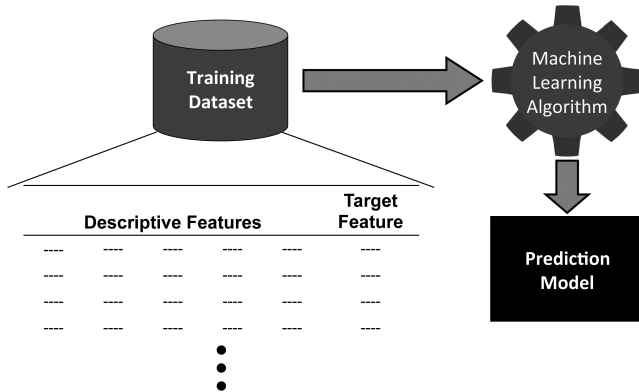 Training
Dataset
Machine
Learning
Algorithm
Target
Descriptive Features Feature
---- ---- ---- ---- ---- ----
---- ---- ---- ---- ---- ----
---- ---- ---- ---- ---- ----
---- ---- ---- ---- ---- ----
Prediction
Model